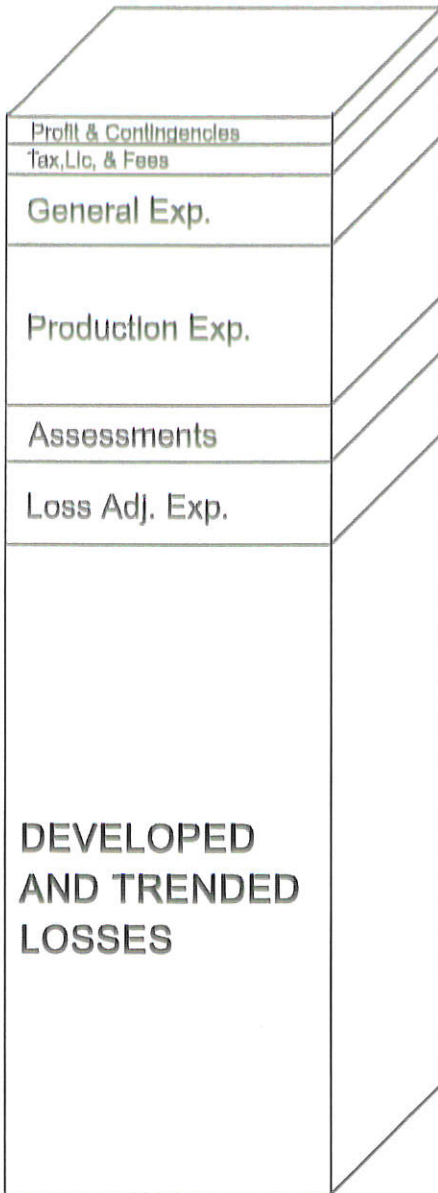 Profit & Contingencies
Tax,Lic, & Fees
General Exp.
Production Exp.
Assessments
Loss Adj. Exp.
DEVELOPED
AND TRENDED
LOSSES